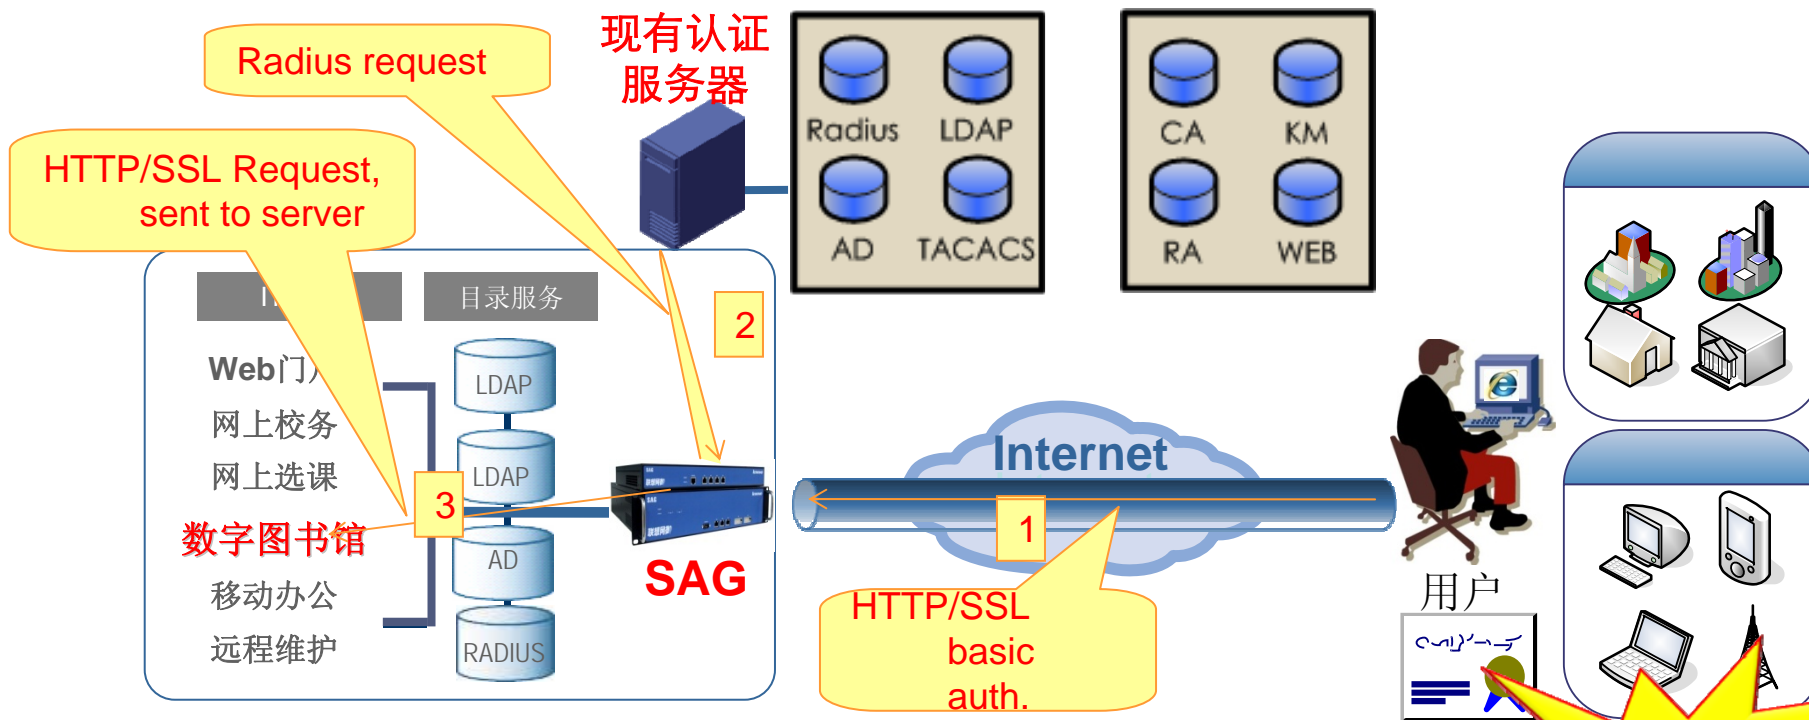 Radius request
现有认证
服务器
Radius
LDAP
AD
TACACS
CA
KM
RA
WEB
HTTP/SSL Request,
sent to server
目录服务
2
Web门户
网上校务
网上选课
数字图书馆
移动办公
远程维护
LDAP
LDAP
AD
RADIUS
3
SAG
SAG
SAG
Internet
1
HTTP/SSL
basic
auth.
用户